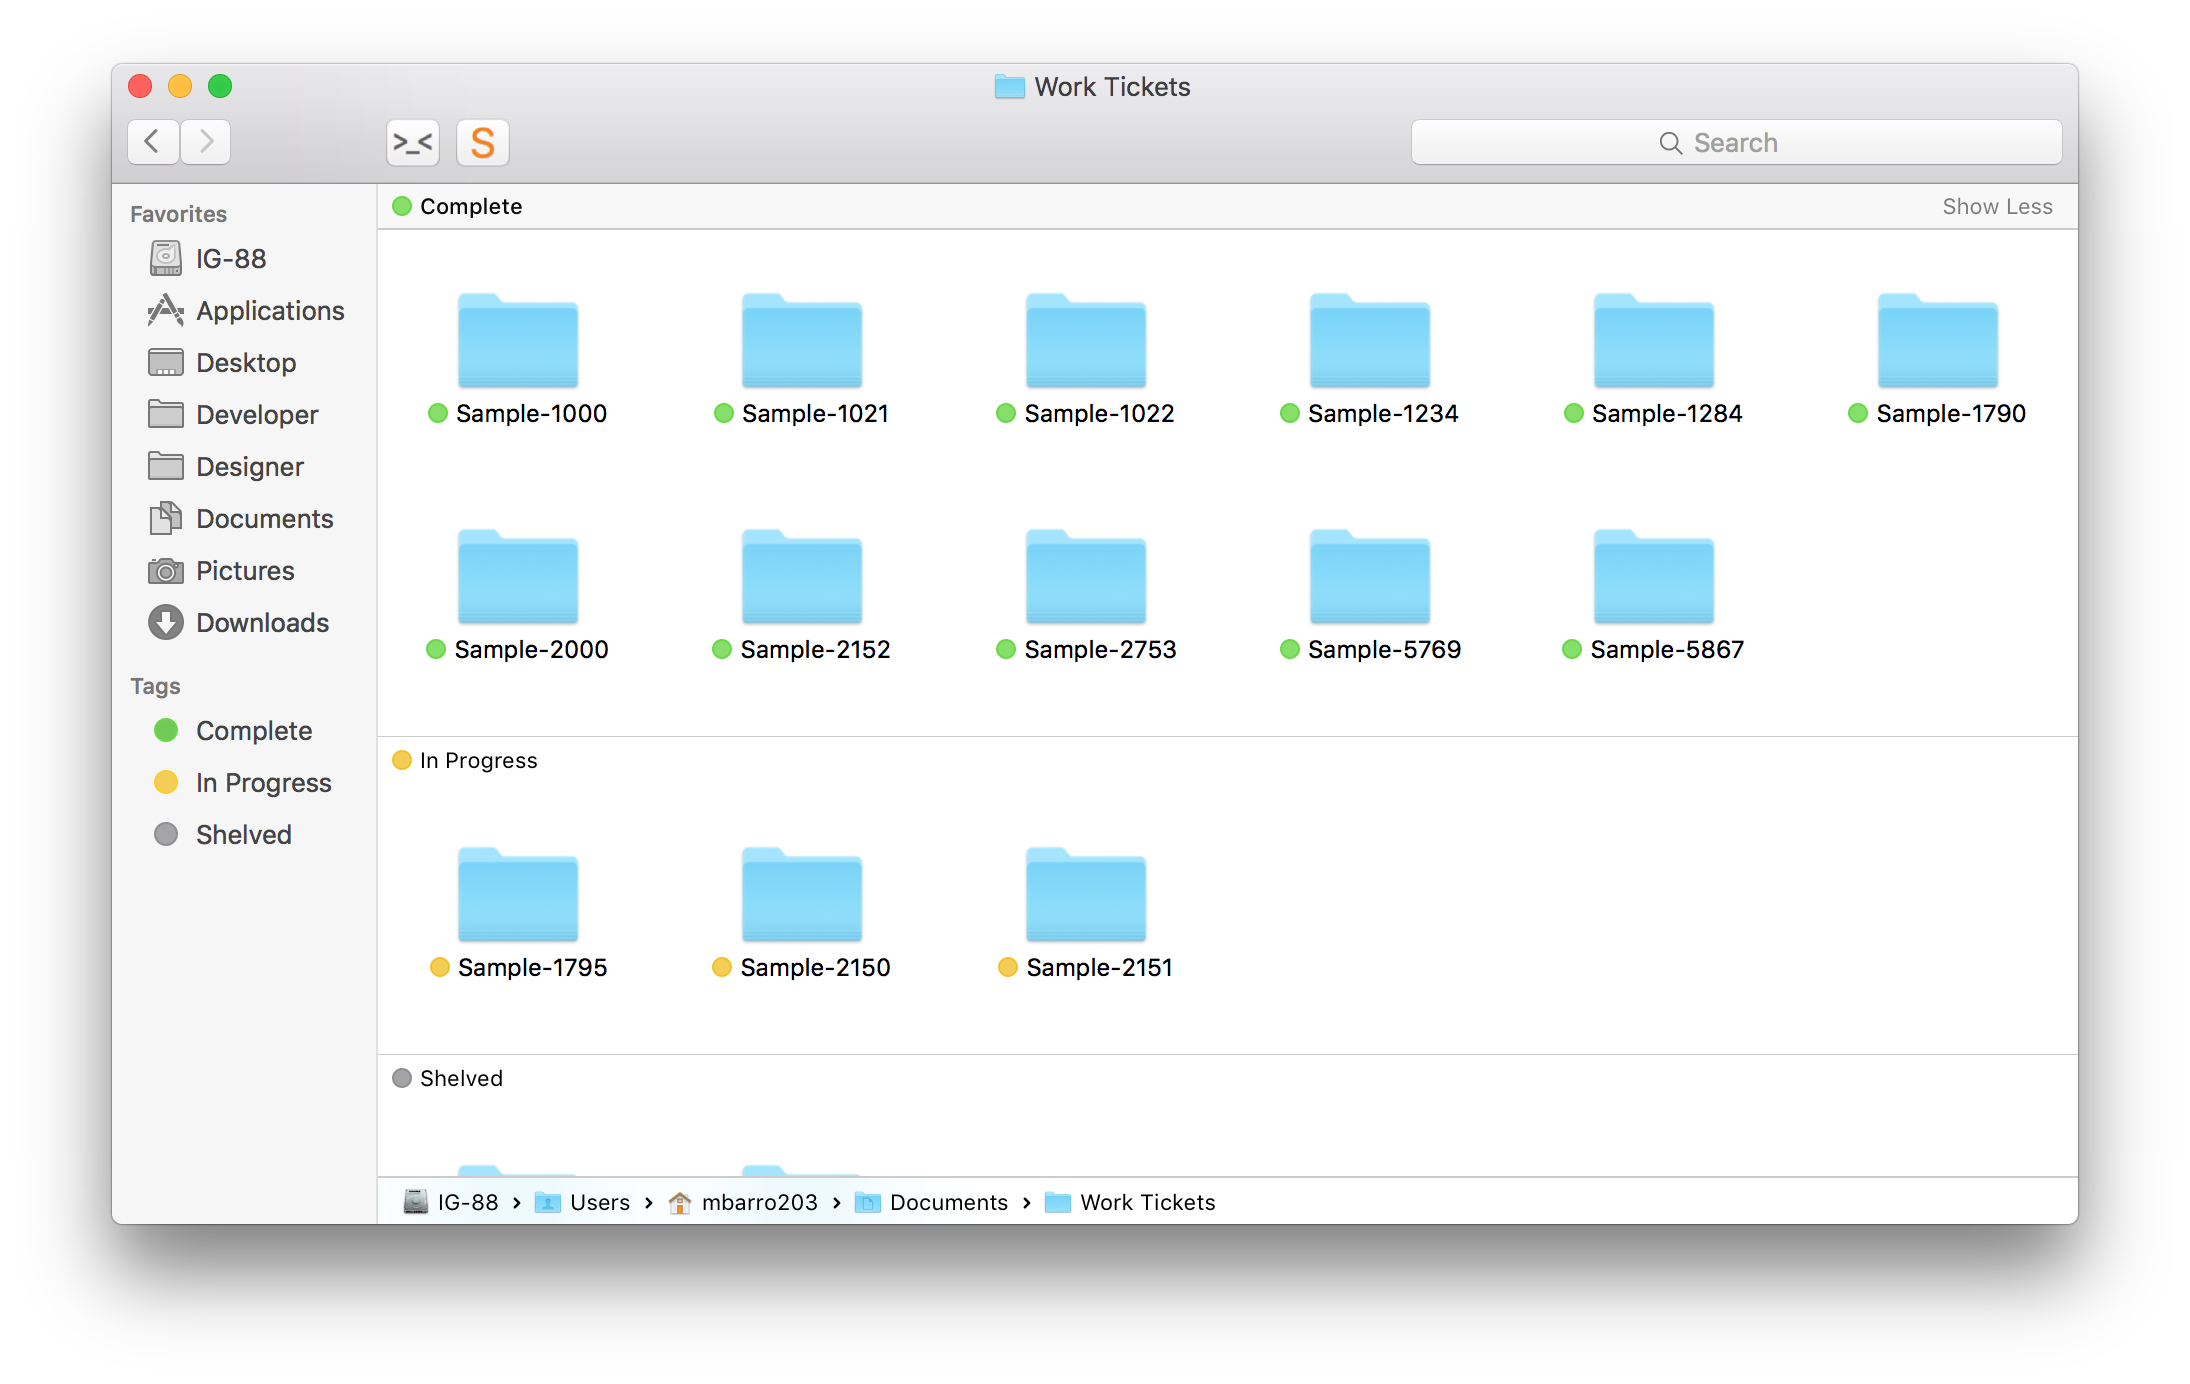 Work Tickets
>_<
S
Search
Favorites
IG-88
Applications
Desktop
Developer
Designer
Documents
Pictures
Downloads
Tags
Complete
In Progress
Shelved
Complete
Show Less
Sample-1000
Sample-1021
Sample-1022
Sample-1234
Sample-1284
Sample-1790
Sample-2000
Sample-2152
Sample-2753
Sample-5769
Sample-5867
In Progress
Sample-1795
Sample-2150
Sample-2151
Shelved
IG-88 › Users › mbarro203 › Documents › Work Tickets